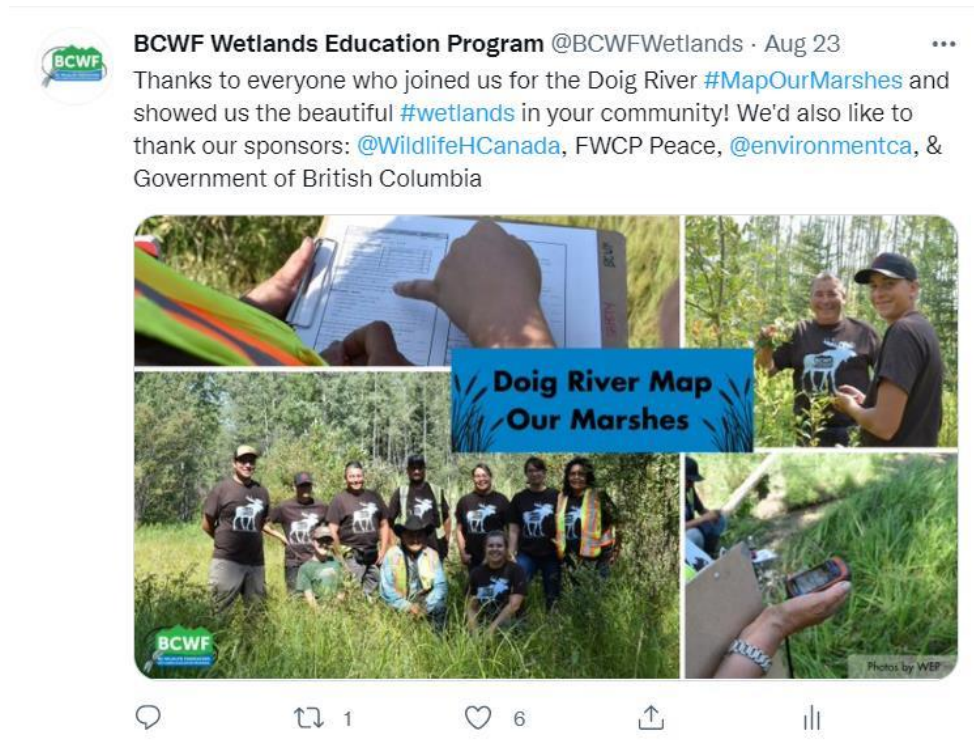 BCWF Wetlands Education Program @BCWFWetlands · Aug 23
Thanks to everyone who joined us for the Doig River #MapOurMarshes and
showed us the beautiful #wetlands in your community! We'd also like to
thank our sponsors: @WildlifeHCanada, FWCP Peace, @environmentca, &
Government of British Columbia
BCWF
BCWF
Doig River Map
Our Marshes
BCWF
Photos by WEP
1
6